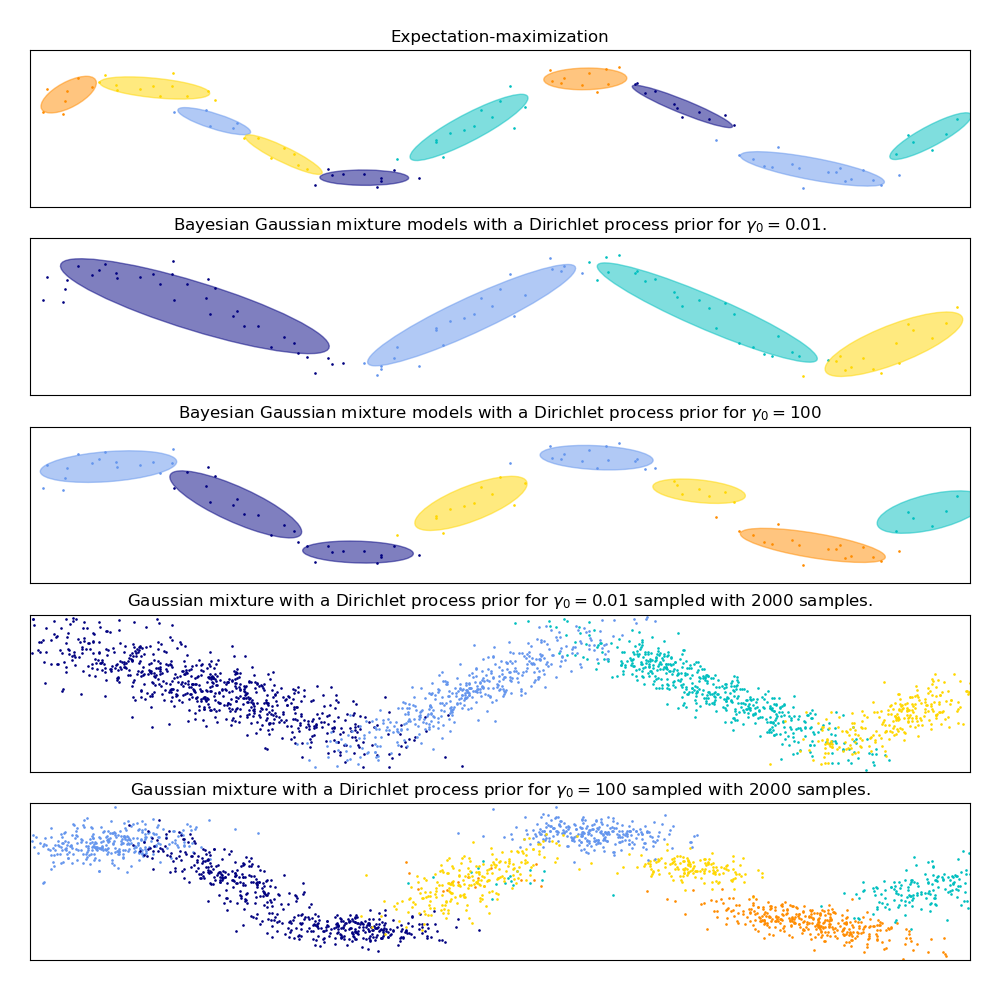 Expectation-maximization
Bayesian Gaussian mixture models with a Dirichlet process prior for γ₀ = 0.01.
Bayesian Gaussian mixture models with a Dirichlet process prior for γ₀ = 100
Gaussian mixture with a Dirichlet process prior for γ₀ = 0.01 sampled with 2000 samples.
Gaussian mixture with a Dirichlet process prior for γ₀ = 100 sampled with 2000 samples.